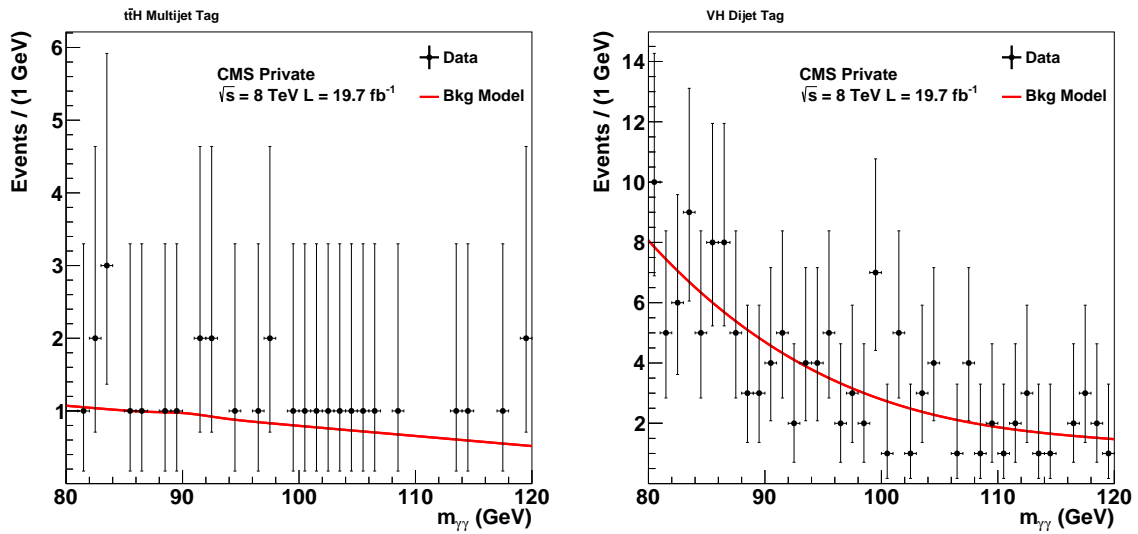 tt̄H Multijet Tag
Events / (1 GeV)
6
5
4
3
2
1
Data
CMS Private
√s = 8 TeV L = 19.7 fb⁻¹
Bkg Model
80 90 100 110 120
mγγ (GeV)
VH Dijet Tag
Events / (1 GeV)
14
12
10
8
6
4
2
Data
CMS Private
√s = 8 TeV L = 19.7 fb⁻¹
Bkg Model
80 90 100 110 120
mγγ (GeV)